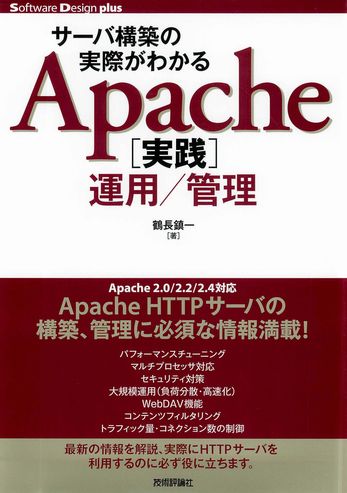 Software Design plus
サーバ構築の
実際がわかる
Apache
[実践]
運用/管理
鶴長鎮一
[著]
Apache 2.0/2.2/2.4対応
Apache HTTPサーバの
構築、管理に必須な情報満載!
パフォーマンスチューニング
マルチプロセッサ対応
セキュリティ対策
大規模運用(負荷分散・高速化)
WebDAV機能
コンテンツフィルタリング
トラフィック量・コネクション数の制御
最新の情報を解説、実際にHTTPサーバを
利用するのに必ず役に立ちます。
技術評論社